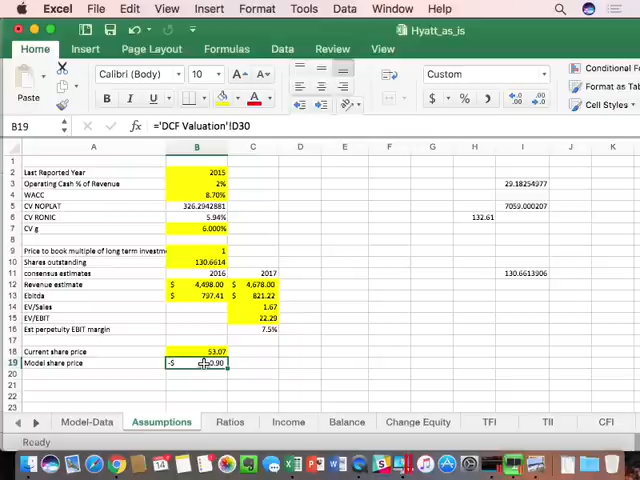 Excel File Edit View Insert Format Tools Data Window Help
Hyatt_as_is
Home Insert Page Layout Formulas Data Review View
Paste
Calibri (Body) 10 A A
Custom
Conditional Fo
B I U A
$ % ,
Format as Tab
Cell Styles
B19 fx ='DCF Valuation'!D30
A B C D E F G H I J K
1
2 Last Reported Year 2015
3 Operating Cash % of Revenue 2% 29.18254977
4 WACC 8.70%
5 CV NOPLAT 326.2942881 7059.000207
6 CV RONIC 5.94% 132.61
7 CV g 6.000%
8
9 Price to book multiple of long term investm 1
10 Shares outstanding 130.6614
11 consensus estimates 2016 2017 130.6613906
12 Revenue estimate $ 4,498.00 $ 4,678.00
13 Ebitda $ 797.41 $ 821.22
14 EV/Sales 1.67
15 EV/EBIT 22.29
16 Est perpetuity EBIT margin 7.5%
18 Current share price 53.07
19 Model share price -$ 0.90
20
21
22
23
Model-Data Assumptions Ratios Income Balance Change Equity TFI TII CFI
Ready